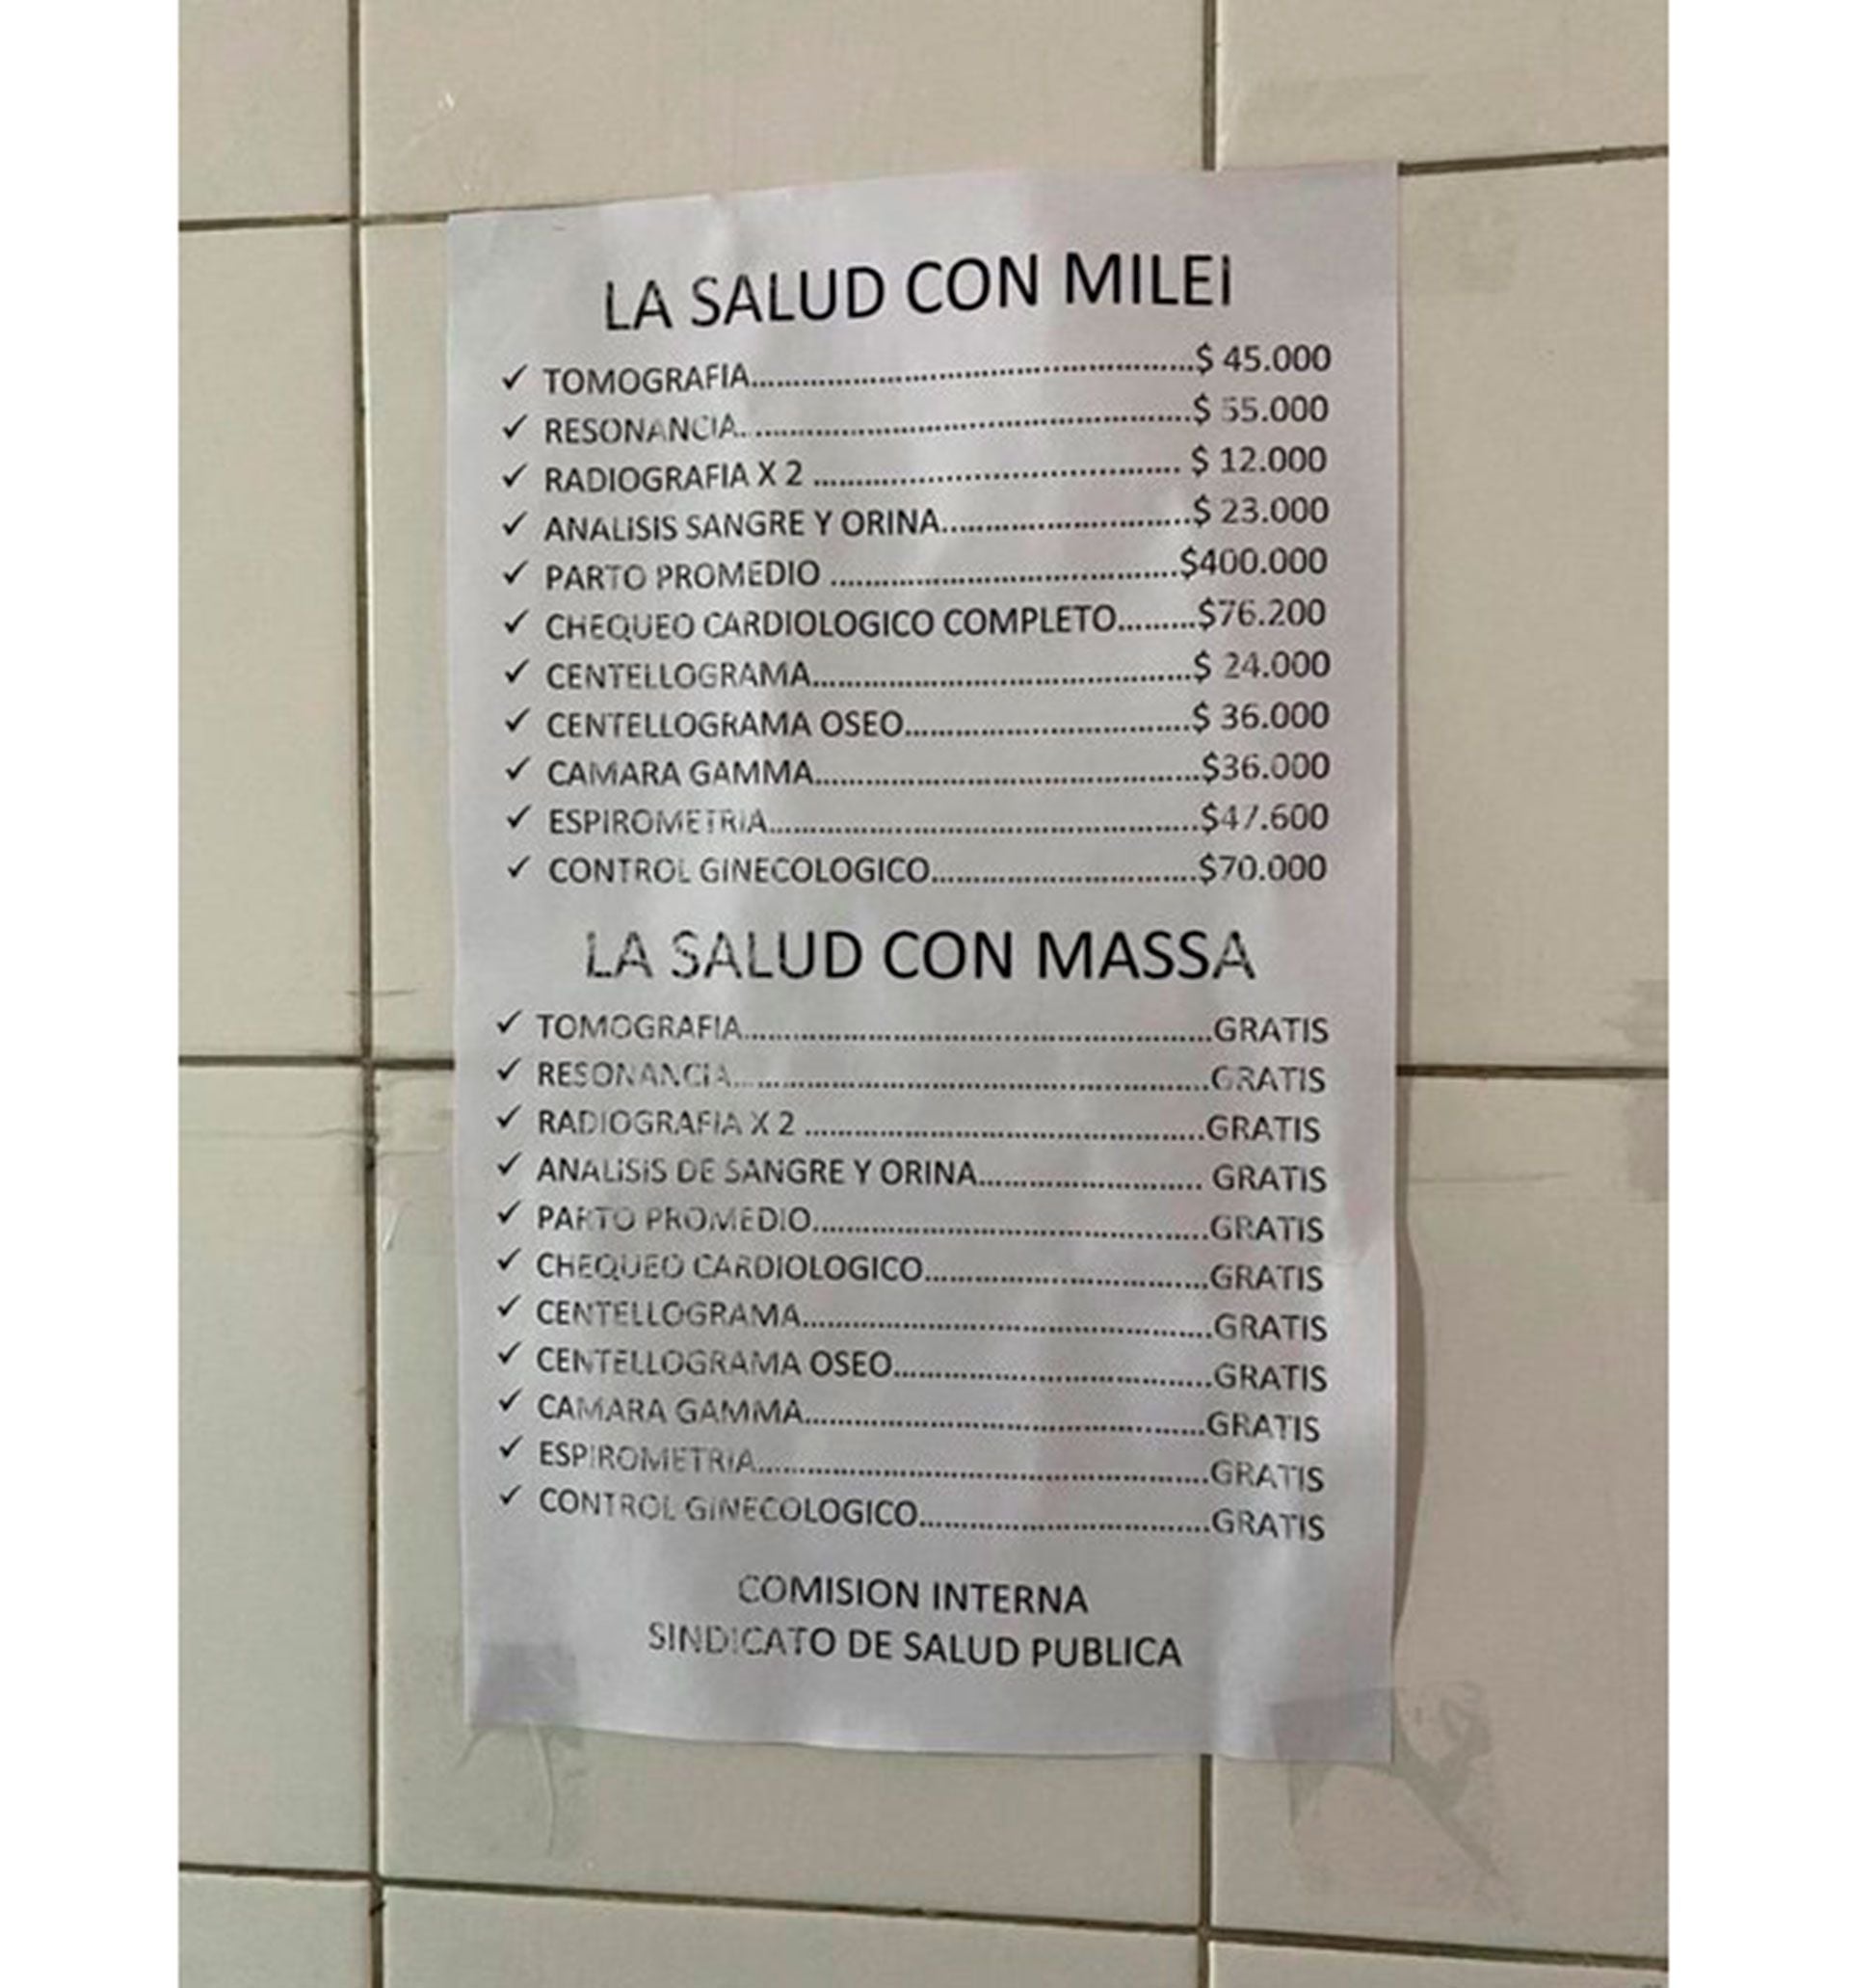 LA SALUD CON MILEI
✓ TOMOGRAFIA..................................................$ 45.000
✓ RESONANCIA..................................................$ 55.000
✓ RADIOGRAFIA X 2 ........................................ $ 12.000
✓ ANALISIS SANGRE Y ORINA............................$ 23.000
✓ PARTO PROMEDIO .......................................$400.000
✓ CHEQUEO CARDIOLOGICO COMPLETO.........$76.200
✓ CENTELLOGRAMA...........................................$ 24.000
✓ CENTELLOGRAMA OSEO................................$ 36.000
✓ CAMARA GAMMA...........................................$36.000
✓ ESPIROMETRIA................................................$47.600
✓ CONTROL GINECOLOGICO..............................$70.000
LA SALUD CON MASSA
✓ TOMOGRAFIA.....................................................GRATIS
✓ RESONANCIA......................................................GRATIS
✓ RADIOGRAFIA X 2 .............................................GRATIS
✓ ANALISIS DE SANGRE Y ORINA......................... GRATIS
✓ PARTO PROMEDIO.............................................GRATIS
✓ CHEQUEO CARDIOLOGICO................................GRATIS
✓ CENTELLOGRAMA..............................................GRATIS
✓ CENTELLOGRAMA OSEO....................................GRATIS
✓ CAMARA GAMMA.............................................GRATIS
✓ ESPIROMETRIA...................................................GRATIS
✓ CONTROL GINECOLOGICO.................................GRATIS
COMISION INTERNA
SINDICATO DE SALUD PUBLICA